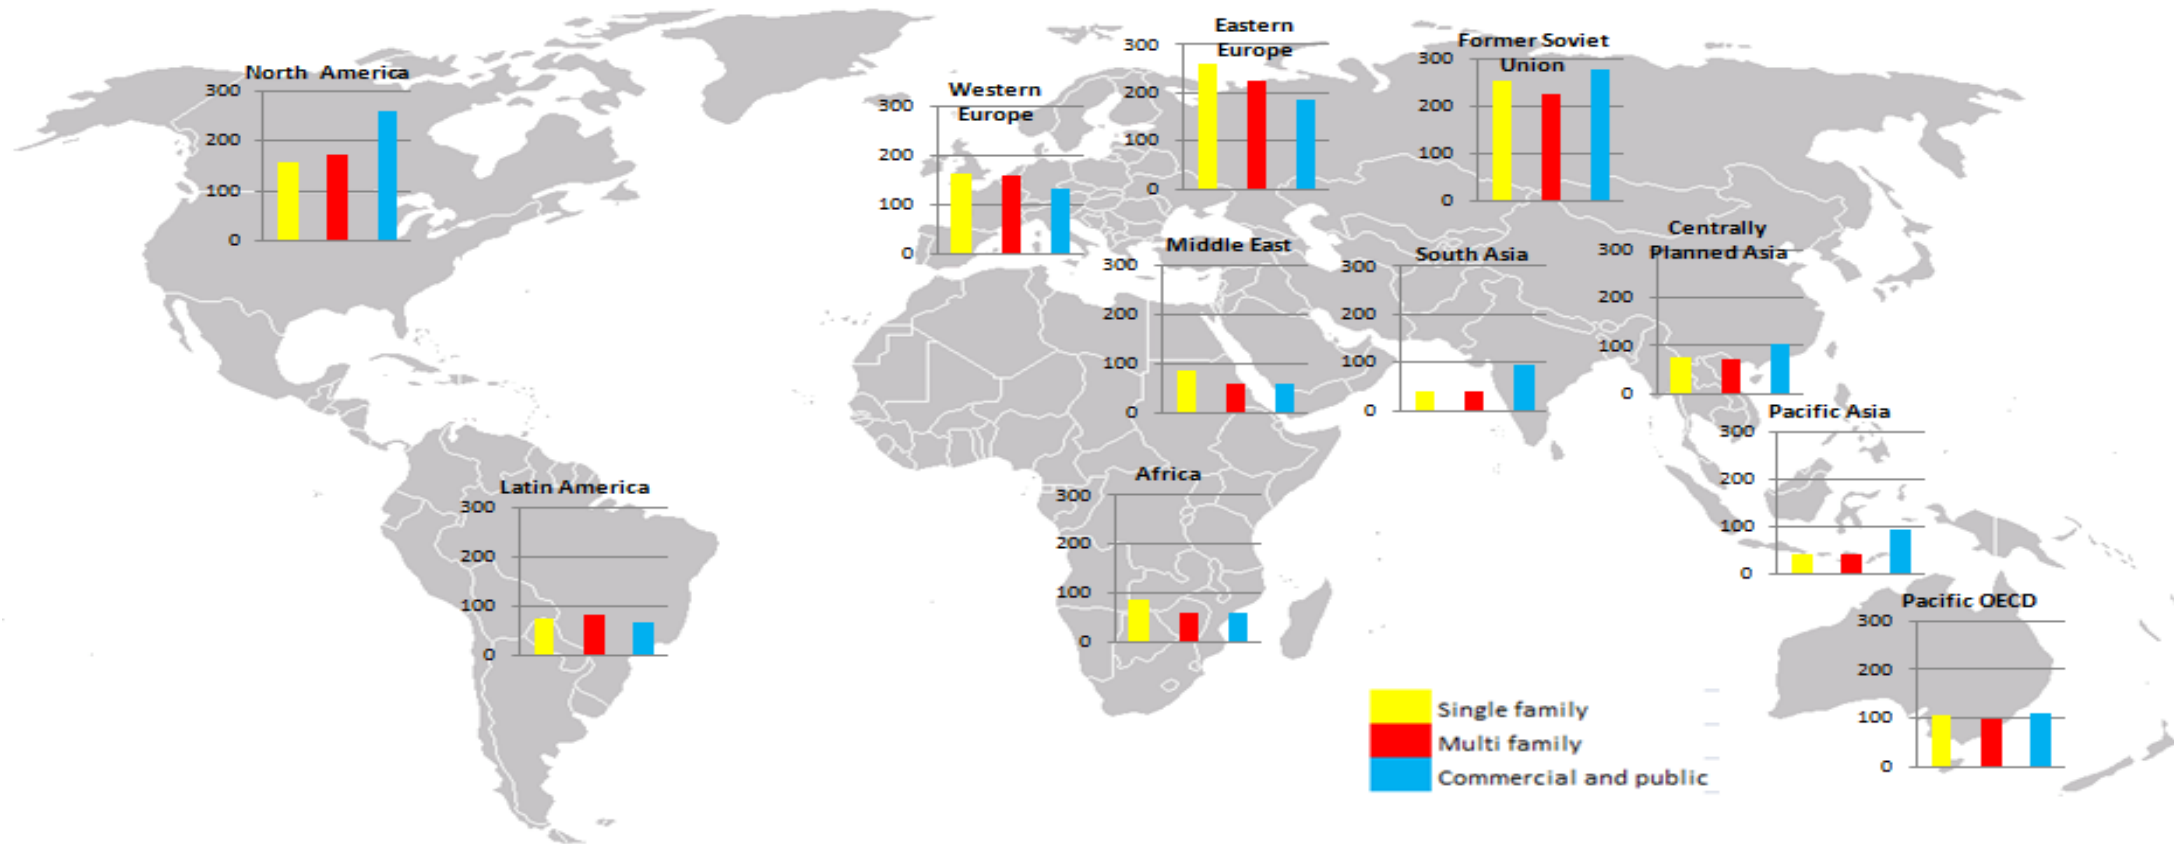 North America
300
200
100
0
Western
Europe
300
200
100
0
Eastern
Europe
300
200
100
0
Former Soviet
Union
300
200
100
0
Middle East
300
200
100
0
South Asia
300
200
100
0
Centrally
Planned Asia
300
200
100
0
Latin America
300
200
100
0
Africa
300
200
100
0
Pacific Asia
300
200
100
0
Pacific OECD
300
200
100
0
Single family
Multi family
Commercial and public